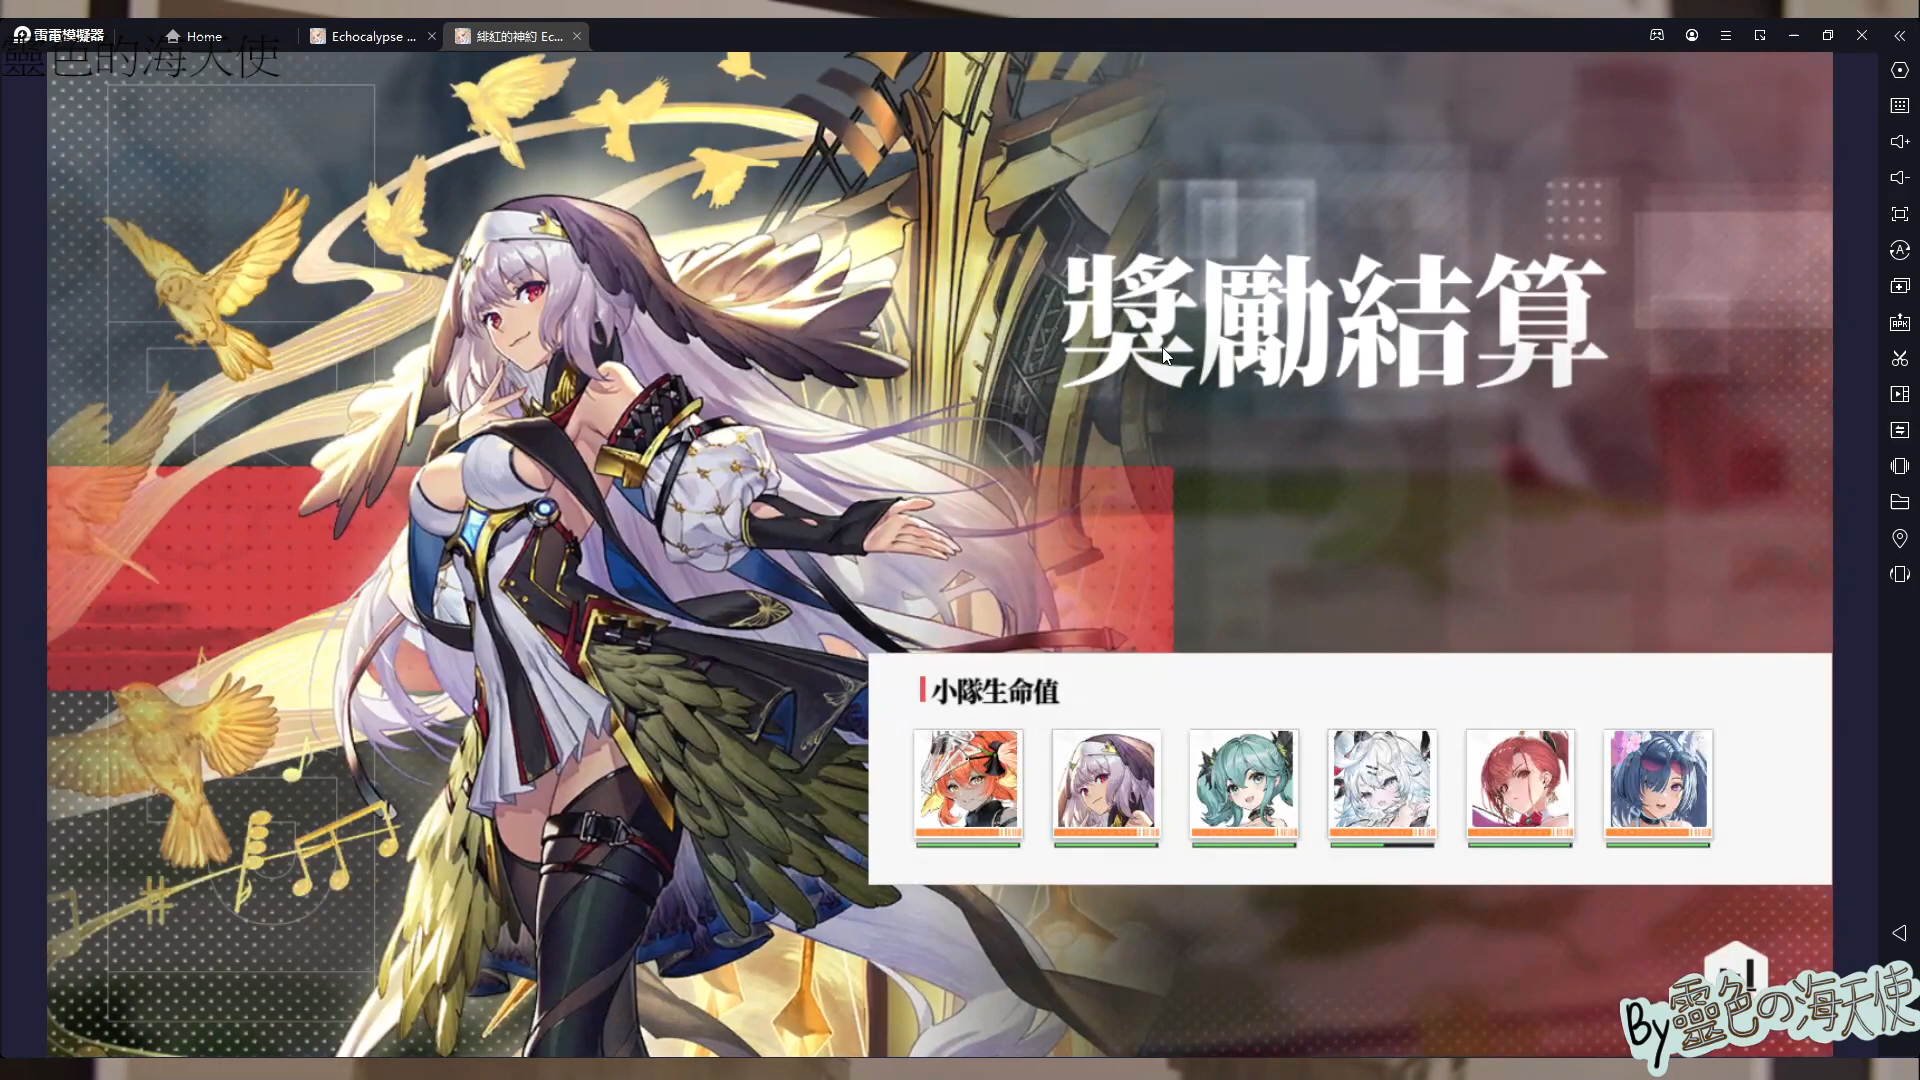 雷電模擬器
Home
Echocalypse ...
緋紅的神約 Ec...
靈色的海天使
獎勵結算
小隊生命值
By靈色の海天使